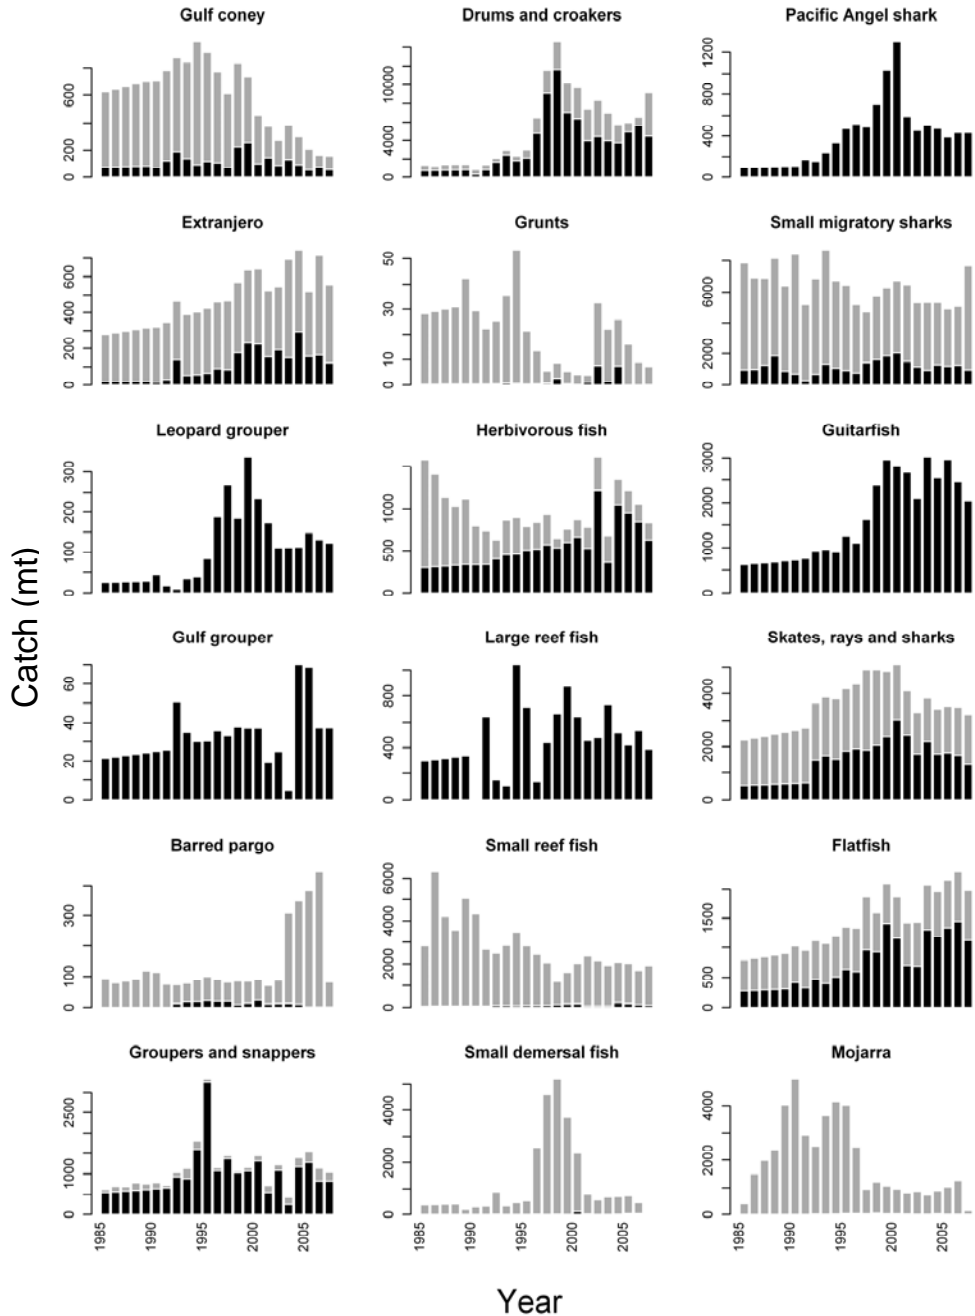 Gulf coney
Drums and croakers
Pacific Angel shark
0 200 600
0 4000 10000
0 400 800 1200
Extranjero
Grunts
Small migratory sharks
0 200 400 600
0 10 30 50
0 2000 6000
Leopard grouper
Herbivorous fish
Guitarfish
0 100 200 300
0 500 1000
0 1000 2000 3000
Catch (mt)
Gulf grouper
Large reef fish
Skates, rays and sharks
0 20 40 60
0 400 800
0 2000 4000
Barred pargo
Small reef fish
Flatfish
0 100 300
0 2000 4000 6000
0 500 1500
Groupers and snappers
Small demersal fish
Mojarra
0 1000 2500
0 2000 4000
0 2000 4000
1985 1990 1995 2000 2005
1985 1990 1995 2000 2005
1985 1990 1995 2000 2005
Year